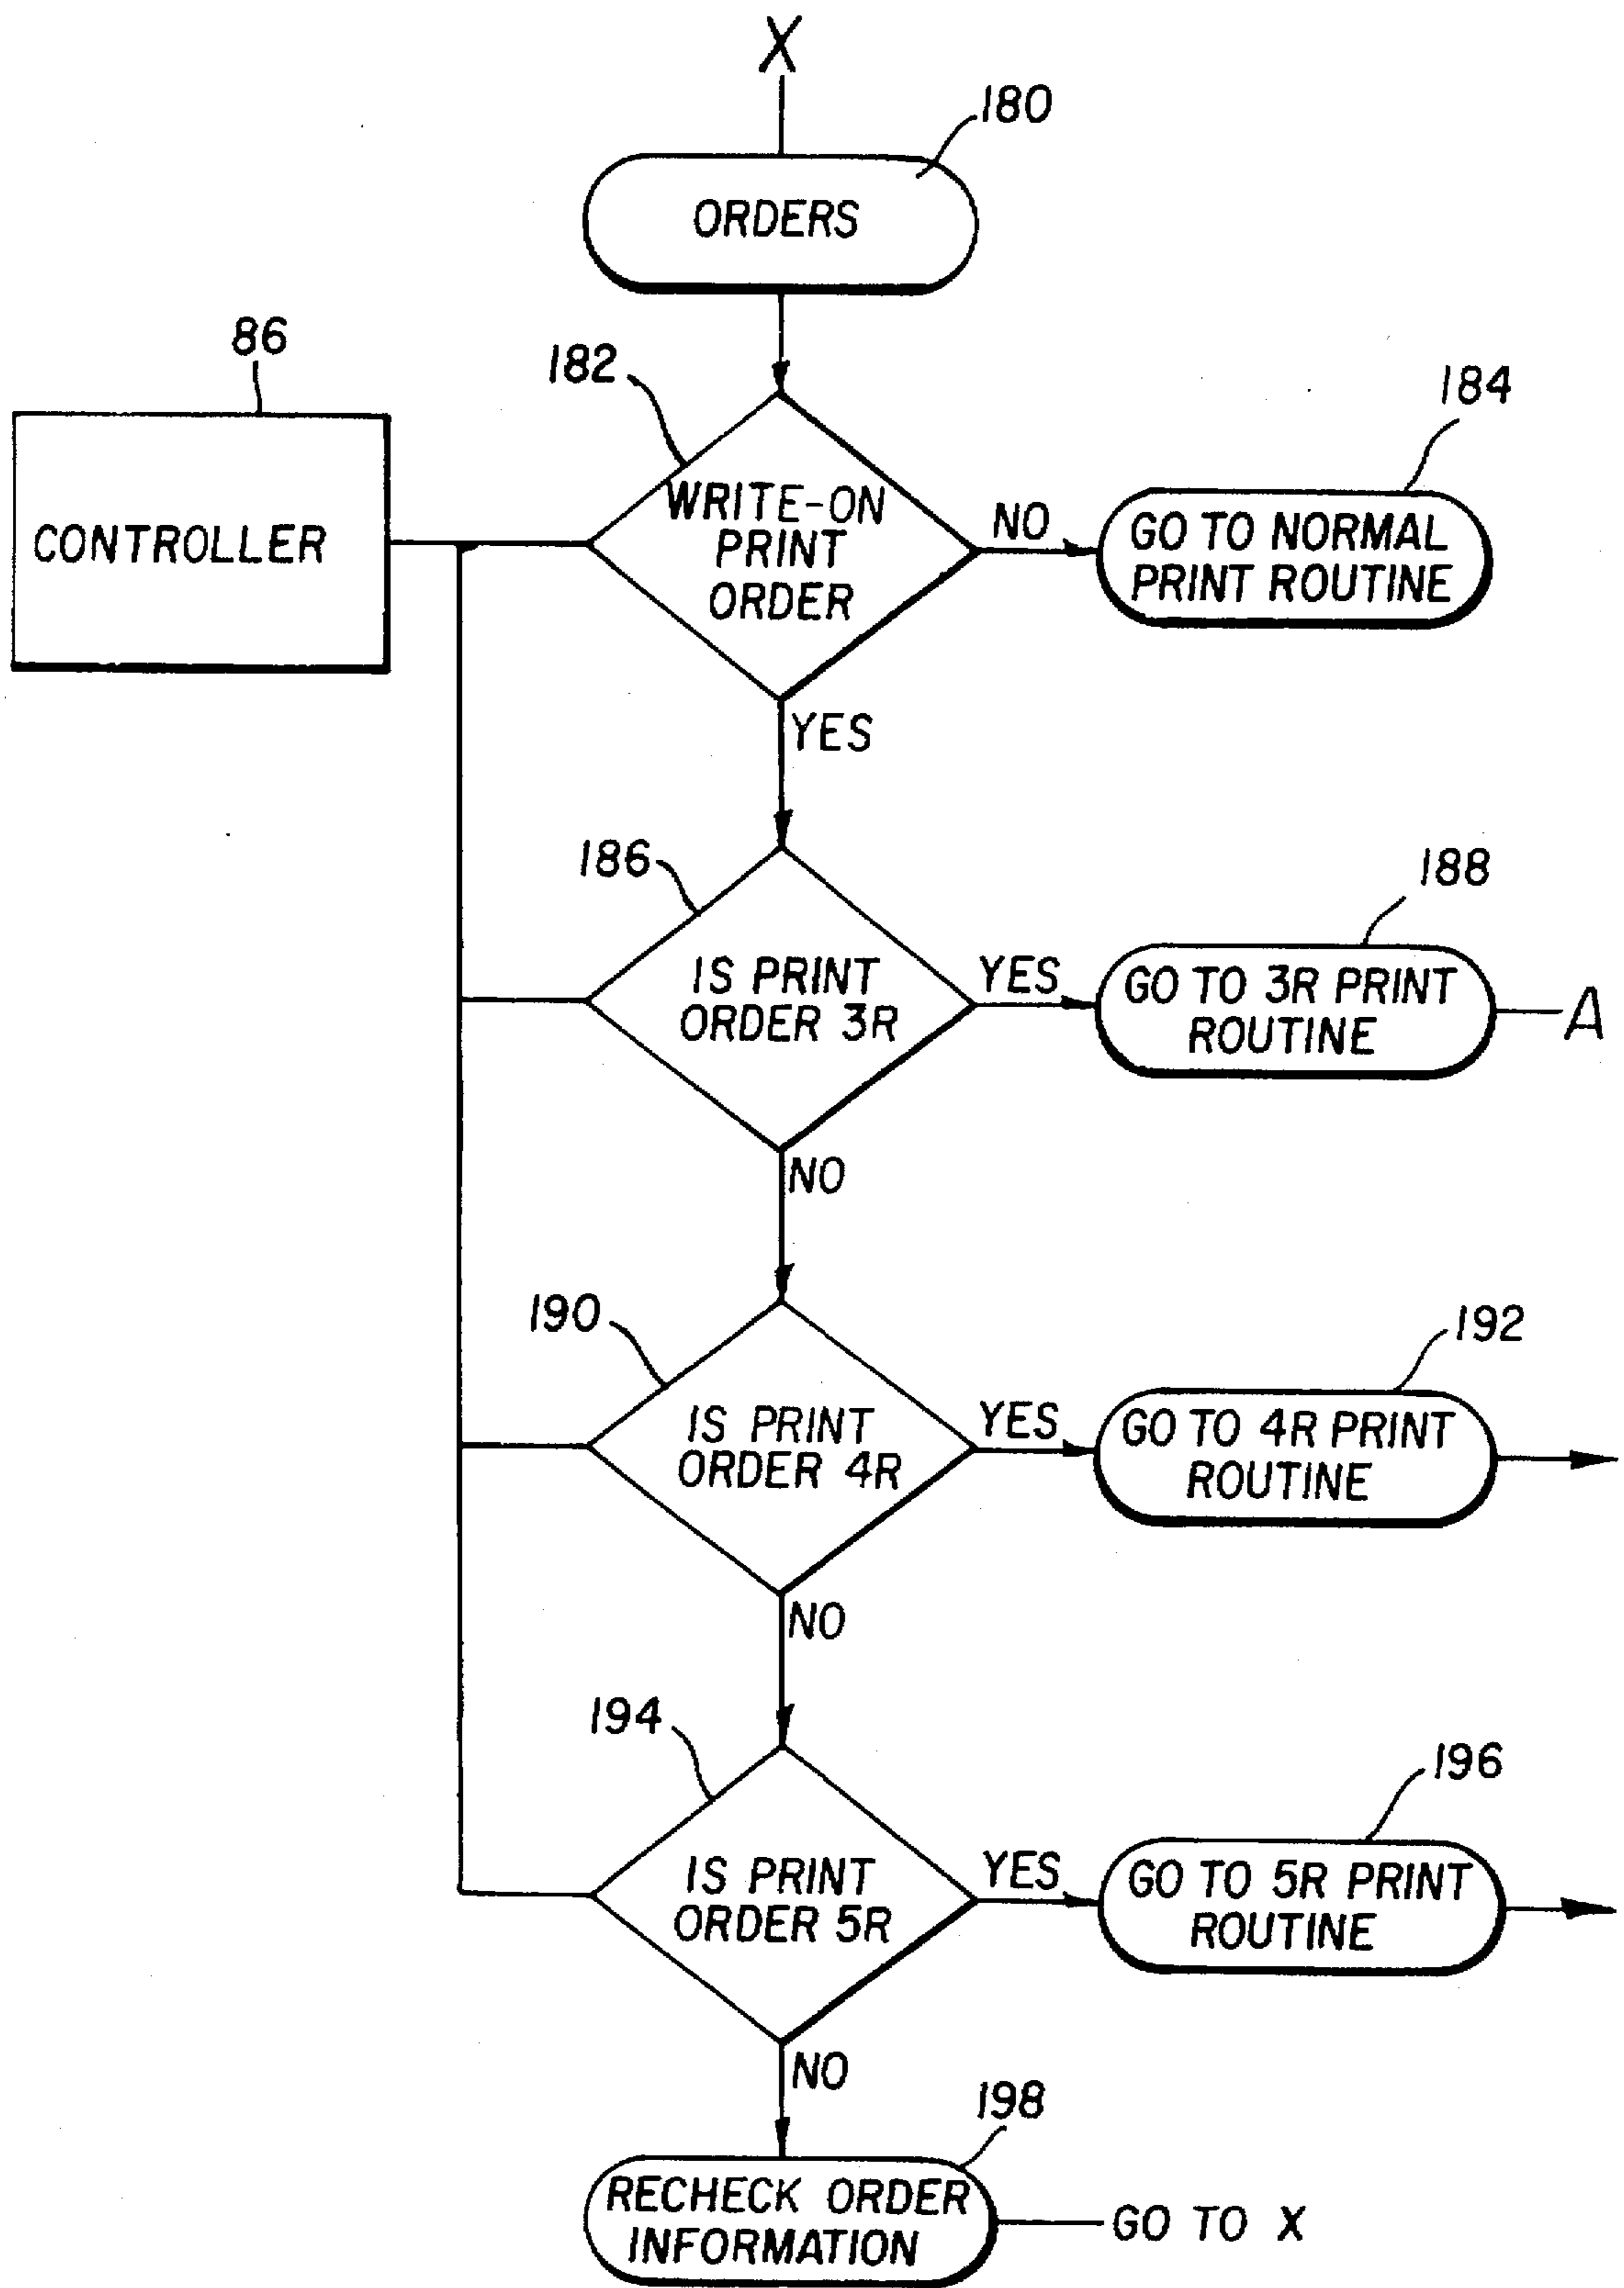 X
180
ORDERS
86
182
184
CONTROLLER
WRITE-ON
PRINT
ORDER
NO
GO TO NORMAL
PRINT ROUTINE
YES
186
188
IS PRINT
ORDER 3R
YES
GO TO 3R PRINT
ROUTINE
A
NO
190
192
IS PRINT
ORDER 4R
YES
GO TO 4R PRINT
ROUTINE
NO
194
196
IS PRINT
ORDER 5R
YES
GO TO 5R PRINT
ROUTINE
NO
198
RECHECK ORDER
INFORMATION
GO TO X